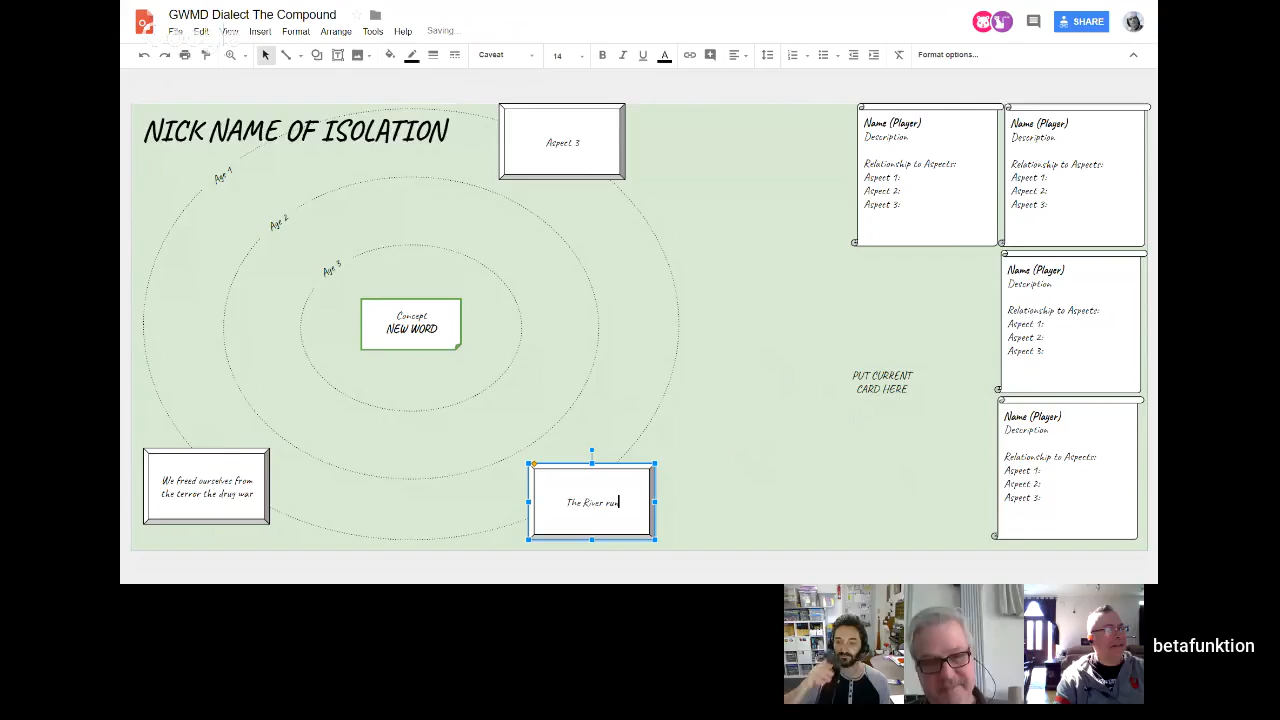 GWMD Dialect The Compound
File Edit View Insert Format Arrange Tools Help Saving...
SHARE
Caveat 14 Format options...
NICK NAME OF ISOLATION
Age 1
Age 2
Age 3
Aspect 3
Concept
NEW WORD
We freed ourselves from
the terror the drug war
The River run
PUT CURRENT
CARD HERE
Name (Player)
Description
Relationship to Aspects:
Aspect 1:
Aspect 2:
Aspect 3:
Name (Player)
Description
Relationship to Aspects:
Aspect 1:
Aspect 2:
Aspect 3:
Name (Player)
Description
Relationship to Aspects:
Aspect 1:
Aspect 2:
Aspect 3:
Name (Player)
Description
Relationship to Aspects:
Aspect 1:
Aspect 2:
Aspect 3:
betafunktion